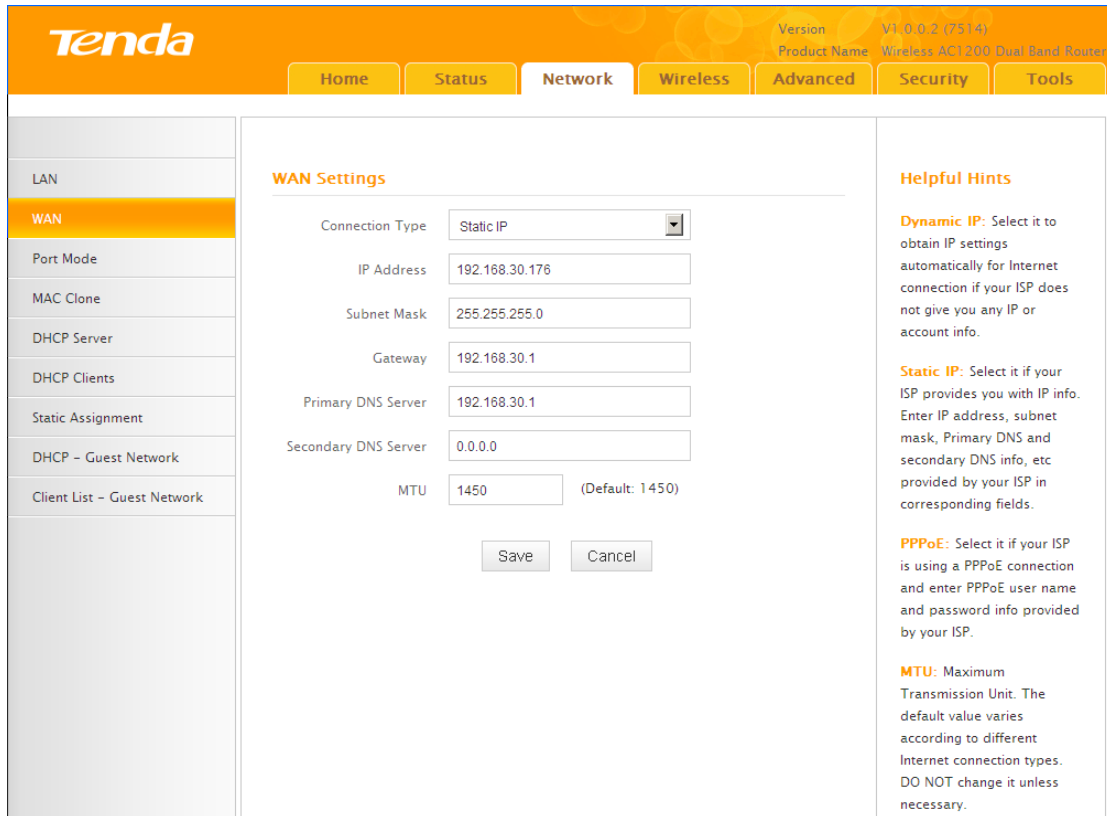 Tenda
Version V1.0.0.2 (7514)
Product Name Wireless AC1200 Dual Band Router
Home Status Network Wireless Advanced Security Tools
LAN
WAN
Port Mode
MAC Clone
DHCP Server
DHCP Clients
Static Assignment
DHCP – Guest Network
Client List – Guest Network
WAN Settings
Connection Type Static IP
IP Address 192.168.30.176
Subnet Mask 255.255.255.0
Gateway 192.168.30.1
Primary DNS Server 192.168.30.1
Secondary DNS Server 0.0.0.0
MTU 1450 (Default: 1450)
Save Cancel
Helpful Hints
Dynamic IP: Select it to
obtain IP settings
automatically for Internet
connection if your ISP does
not give you any IP or
account info.
Static IP: Select it if your
ISP provides you with IP info.
Enter IP address, subnet
mask, Primary DNS and
secondary DNS info, etc
provided by your ISP in
corresponding fields.
PPPoE: Select it if your ISP
is using a PPPoE connection
and enter PPPoE user name
and password info provided
by your ISP.
MTU: Maximum
Transmission Unit. The
default value varies
according to different
Internet connection types.
DO NOT change it unless
necessary.